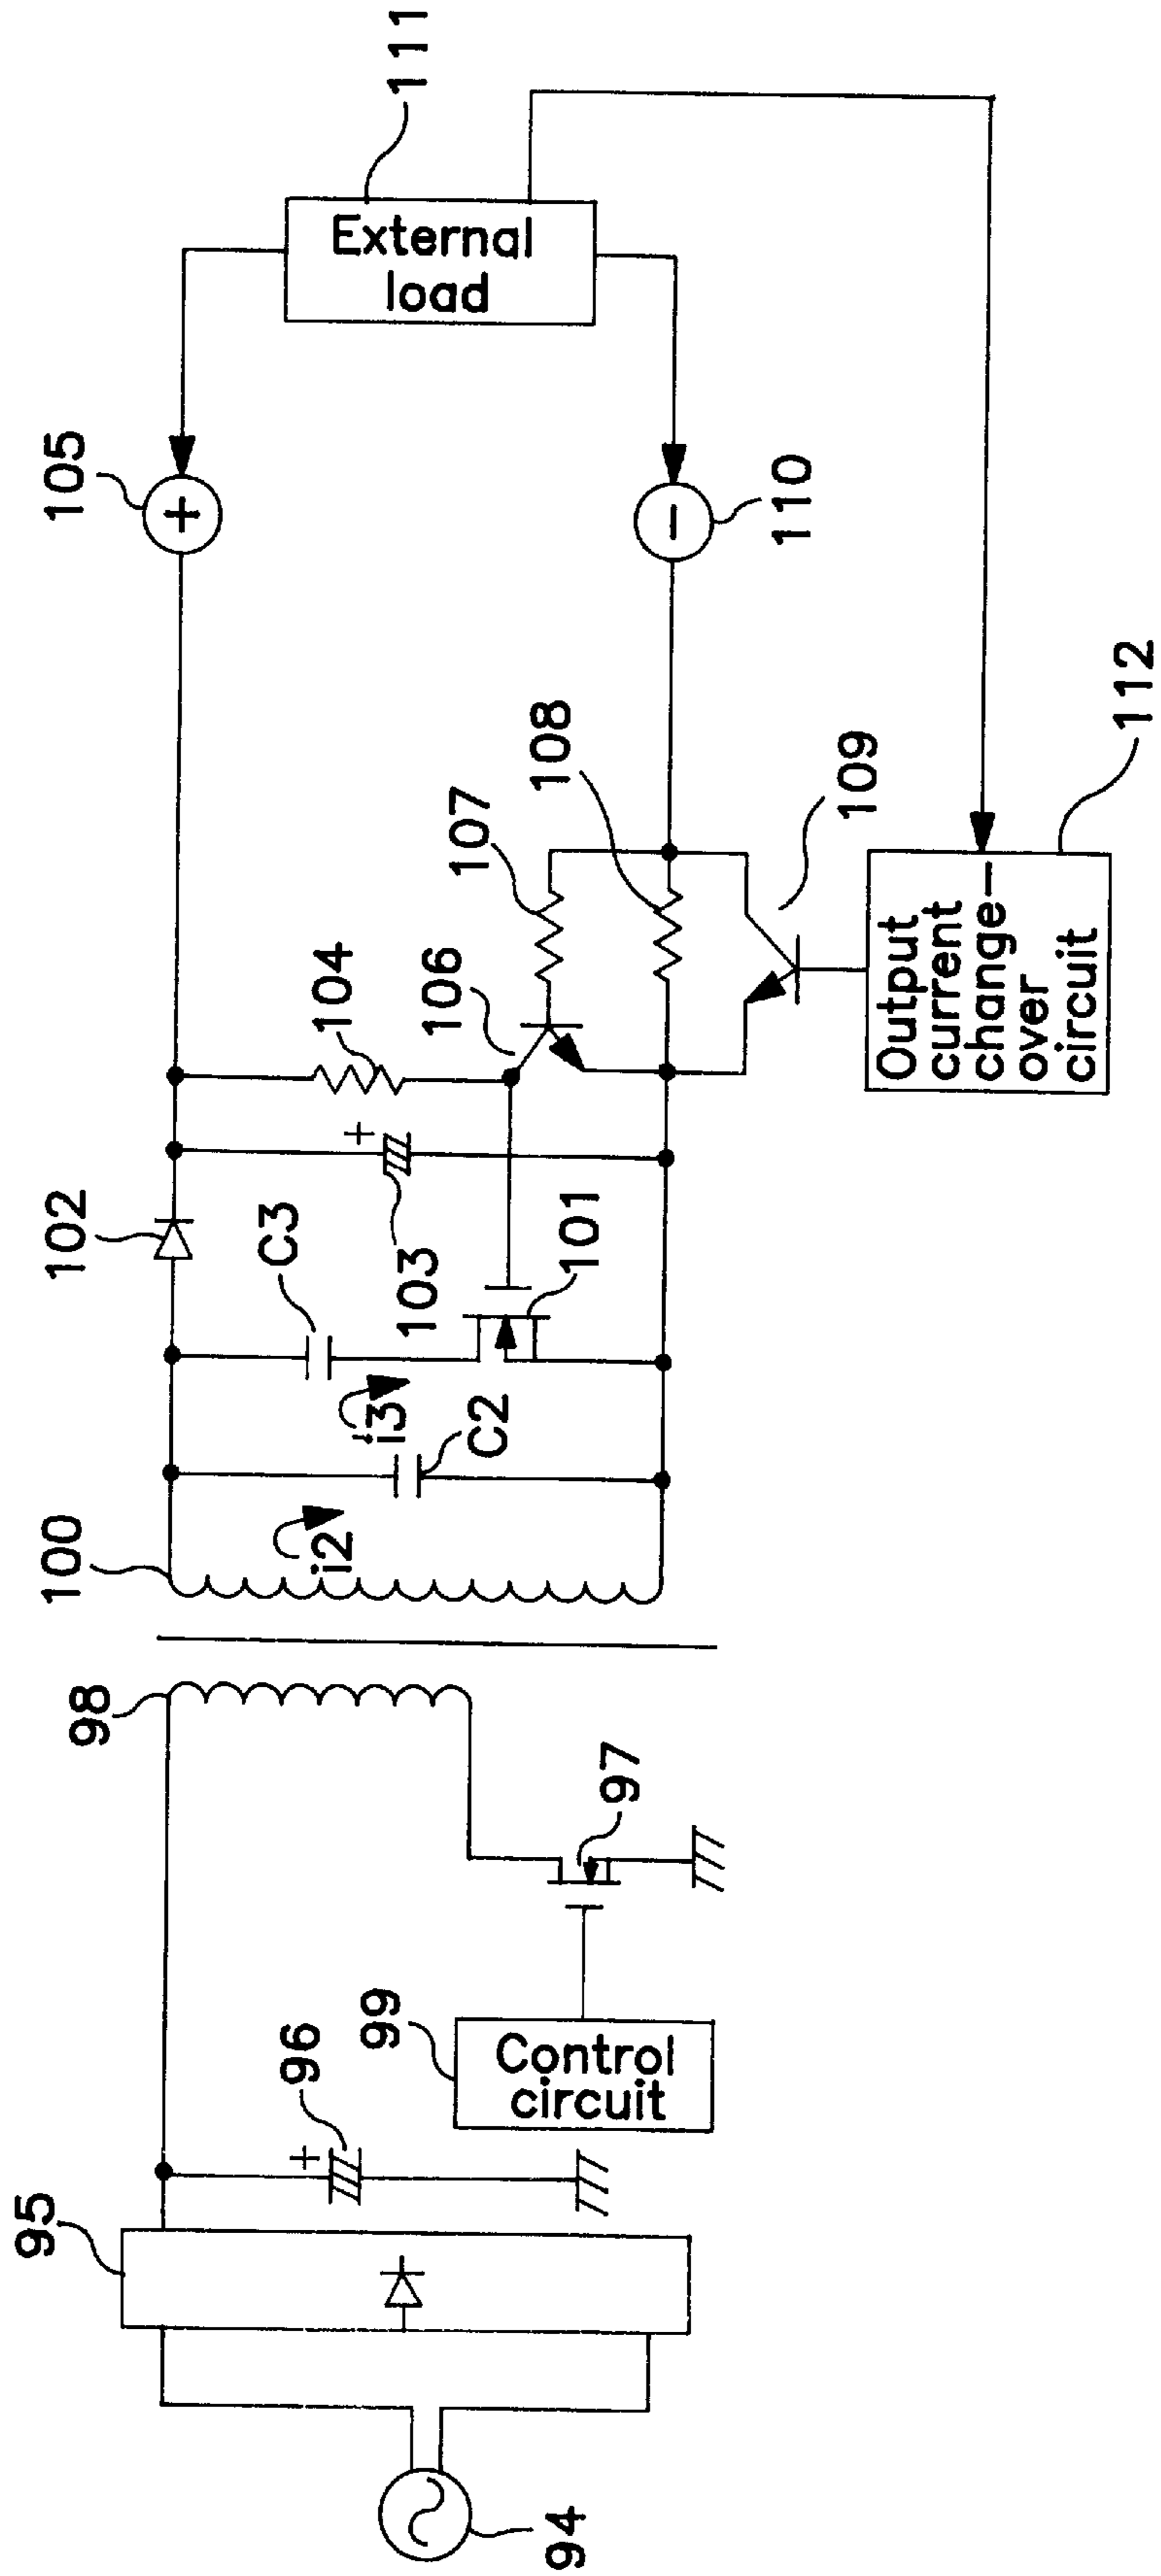 94
95
96
99
Control
circuit
97
98
100
i2
C2
i3
C3
101
102
103
+
104
106
107
108
109
Output
current
change-
over
circuit
112
105
+
110
-
External
load
111
+